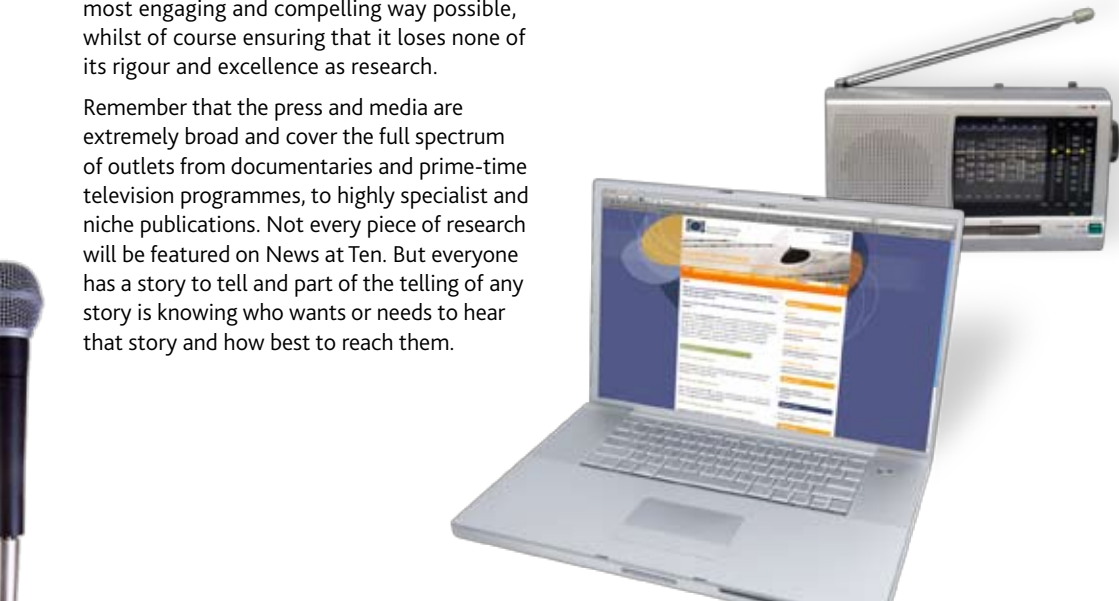 most engaging and compelling way possible,
whilst of course ensuring that it loses none of
its rigour and excellence as research.
Remember that the press and media are
extremely broad and cover the full spectrum
of outlets from documentaries and prime-time
television programmes, to highly specialist and
niche publications. Not every piece of research
will be featured on News at Ten. But everyone
has a story to tell and part of the telling of any
story is knowing who wants or needs to hear
that story and how best to reach them.